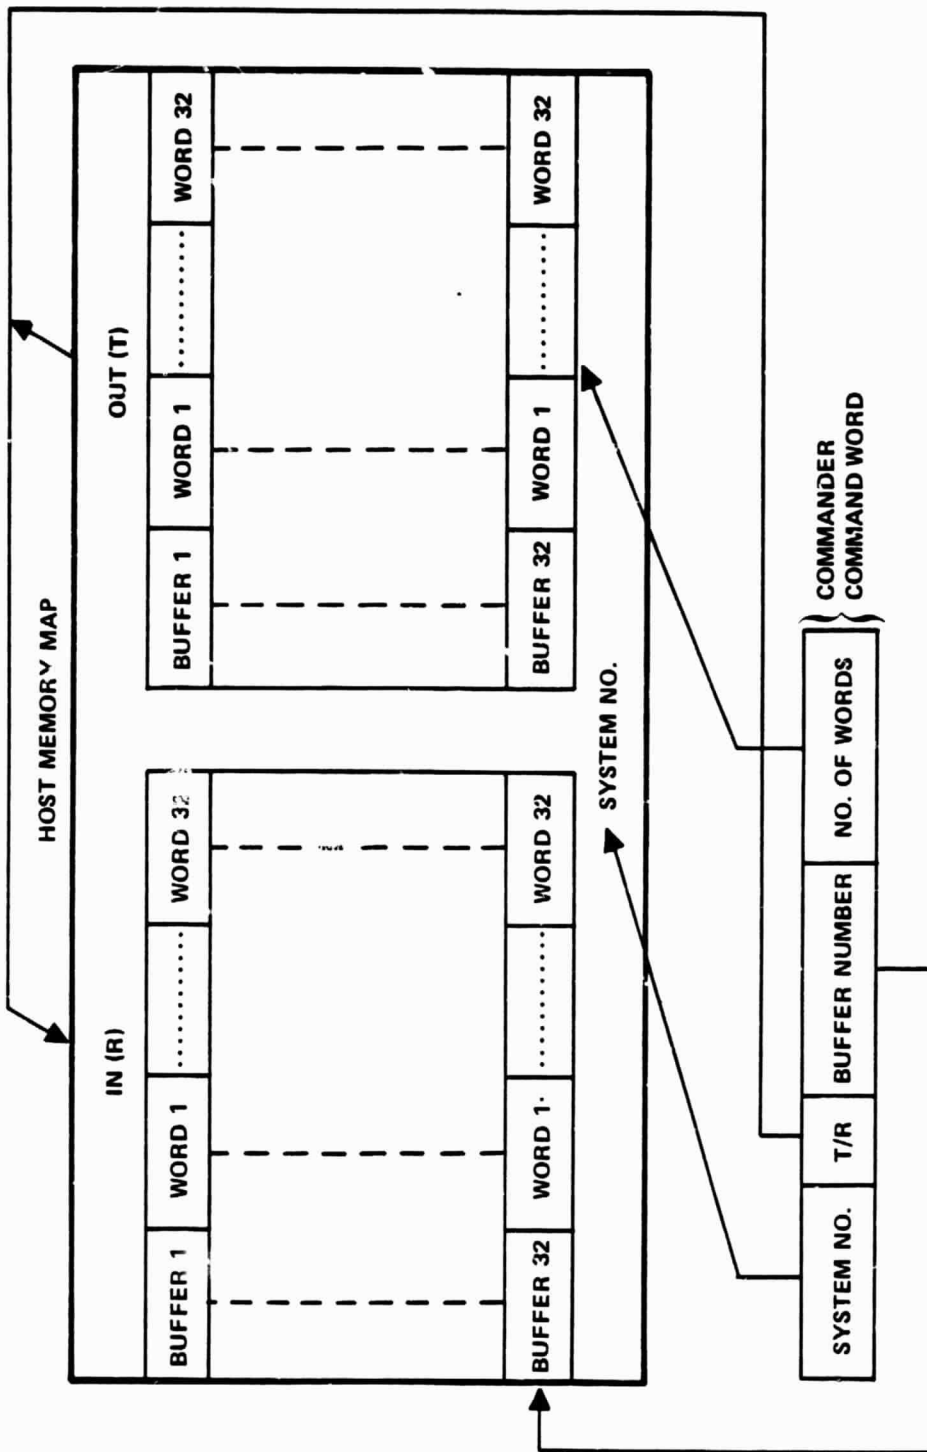 HOST MEMORY MAP
IN (R)
OUT (T)
BUFFER 1 WORD 1 .......... WORD 32
BUFFER 1 WORD 1 .......... WORD 32
BUFFER 32 WORD 1 .......... WORD 32
BUFFER 32 WORD 1 .......... WORD 32
SYSTEM NO.
SYSTEM NO. T/R BUFFER NUMBER NO. OF WORDS
COMMANDER
COMMAND WORD